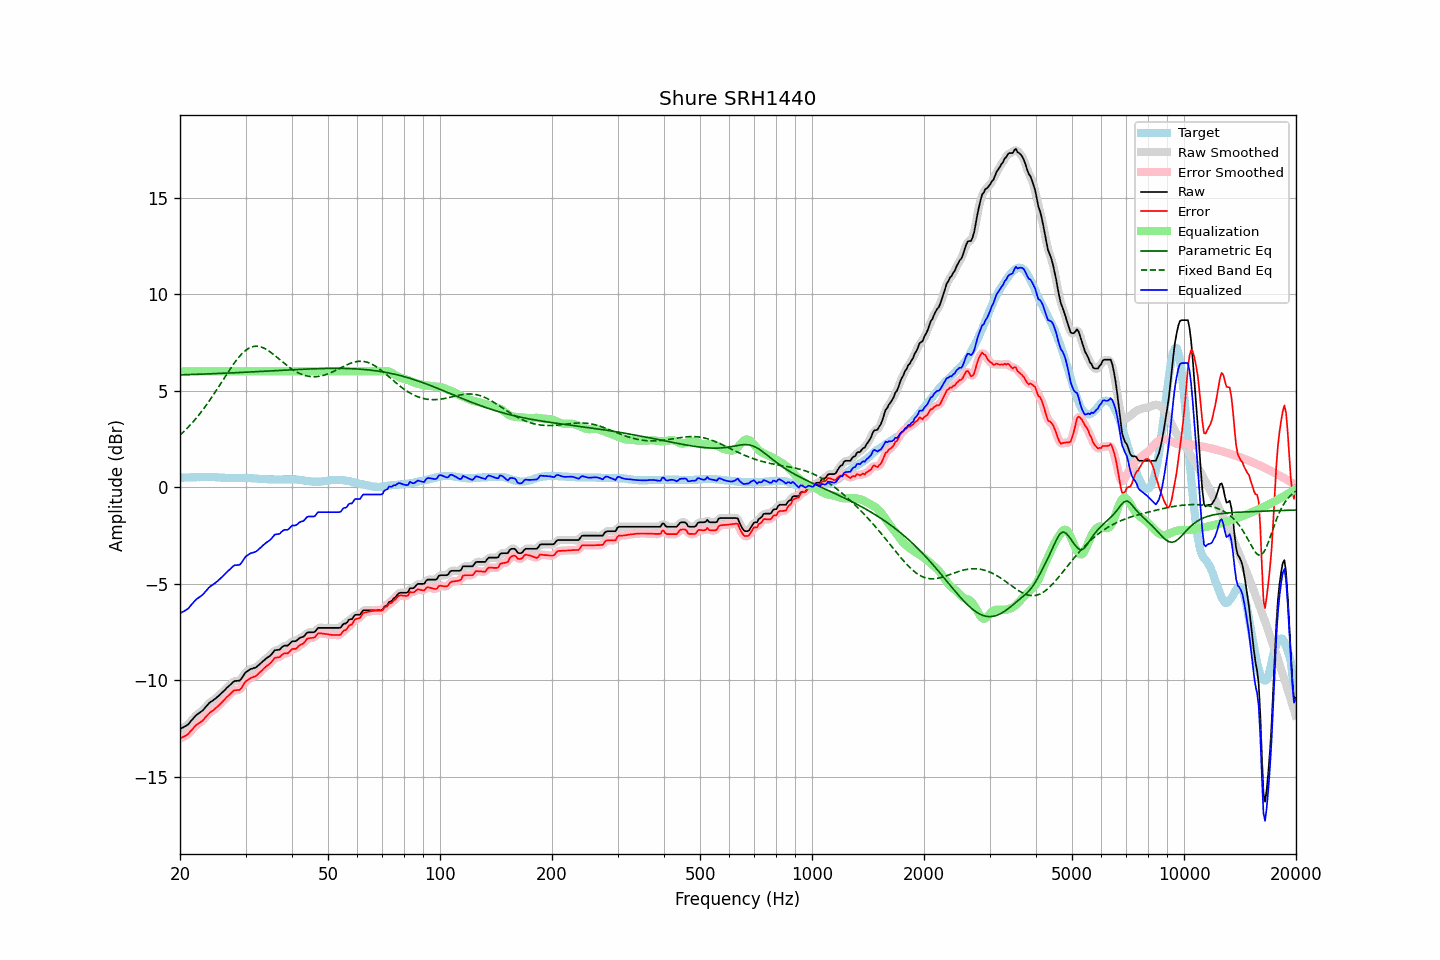 Shure SRH1440
Target
Raw Smoothed
Error Smoothed
Raw
Error
Equalization
Parametric Eq
Fixed Band Eq
Equalized
Amplitude (dBr)
15
10
5
0
−5
−10
−15
20 50 100 200 500 1000 2000 5000 10000 20000
Frequency (Hz)